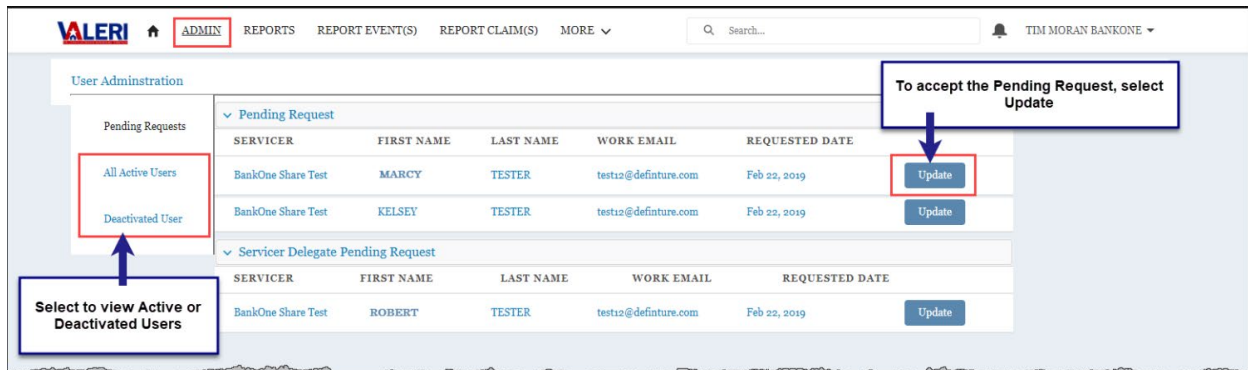 VALERI ADMIN REPORTS REPORT EVENT(S) REPORT CLAIM(S) MORE Search... TIM MORAN BANKONE
User Adminstration
To accept the Pending Request, select
Update
Pending Requests
All Active Users
Deactivated User
Select to view Active or
Deactivated Users
Pending Request
SERVICER FIRST NAME LAST NAME WORK EMAIL REQUESTED DATE
BankOne Share Test MARCY TESTER test12@definture.com Feb 22, 2019 Update
BankOne Share Test KELSEY TESTER test12@definture.com Feb 22, 2019 Update
Servicer Delegate Pending Request
SERVICER FIRST NAME LAST NAME WORK EMAIL REQUESTED DATE
BankOne Share Test ROBERT TESTER test12@definture.com Feb 22, 2019 Update